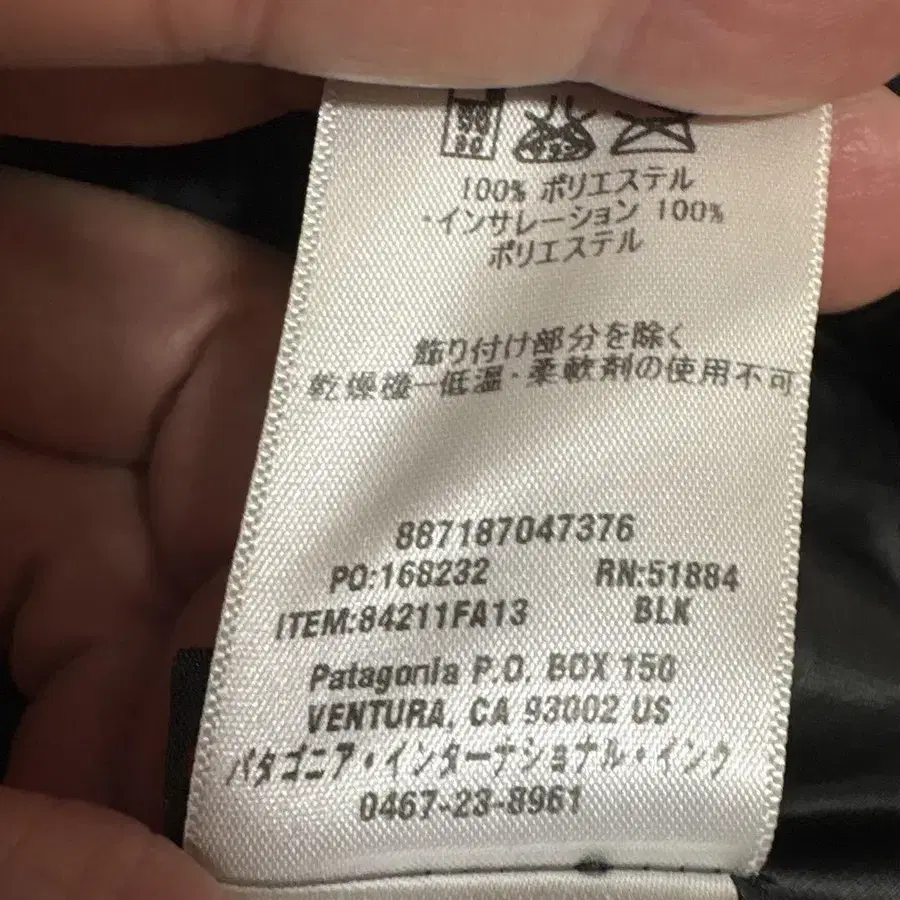 100% ポリエステル
・インサレーション 100%
ポリエステル
飾り付け部分を除く
乾燥機ー低温・柔軟剤の使用不可
887187047376
PO:168232 RN:51884
ITEM:84211FA13 BLK
Patagonia P.O. BOX 150
VENTURA, CA 93002 US
パタゴニア・インターナショナル・インク
0467-23-8961